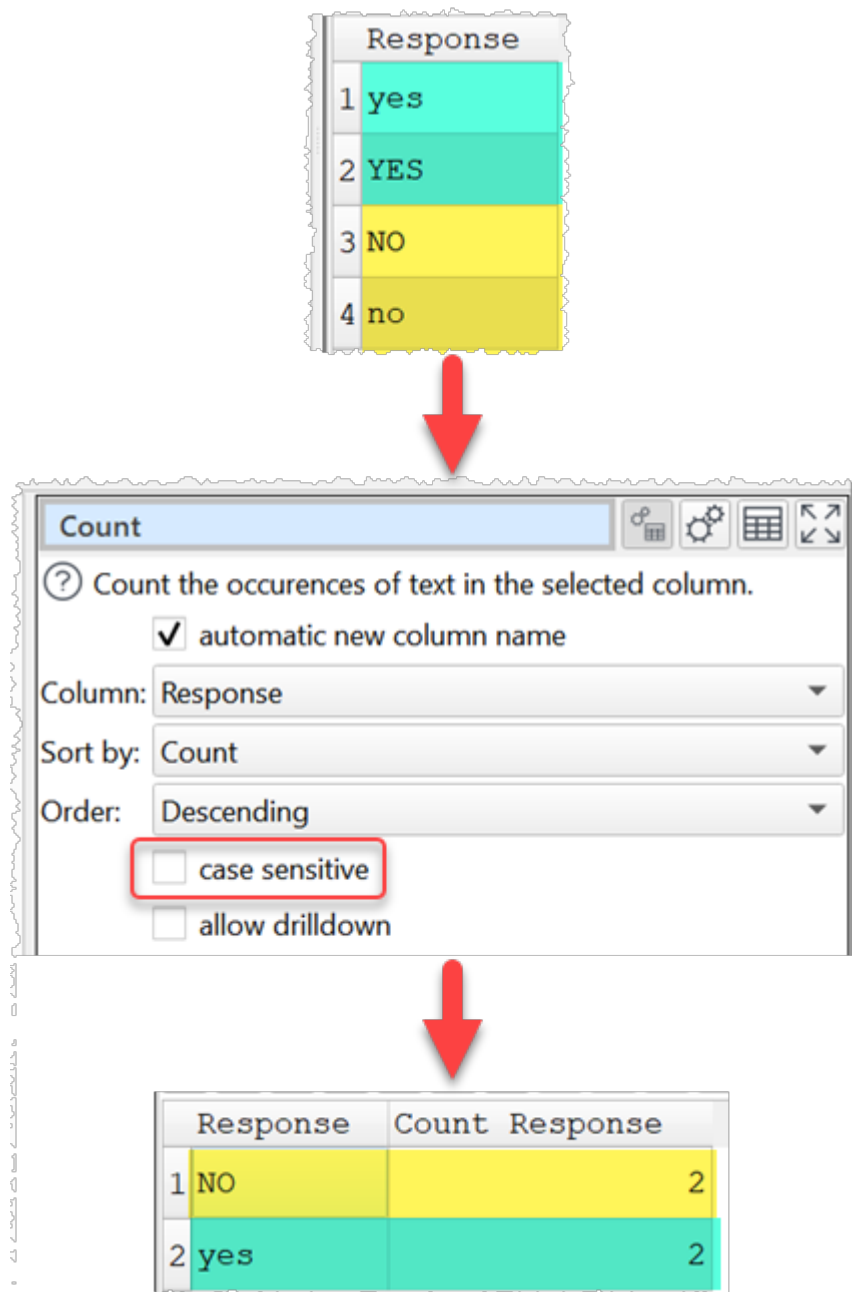 Response
1 yes
2 YES
3 NO
4 no
Count
? Count the occurences of text in the selected column.
automatic new column name
Column: Response
Sort by: Count
Order: Descending
case sensitive
allow drilldown
Response Count Response
1 NO 2
2 yes 2